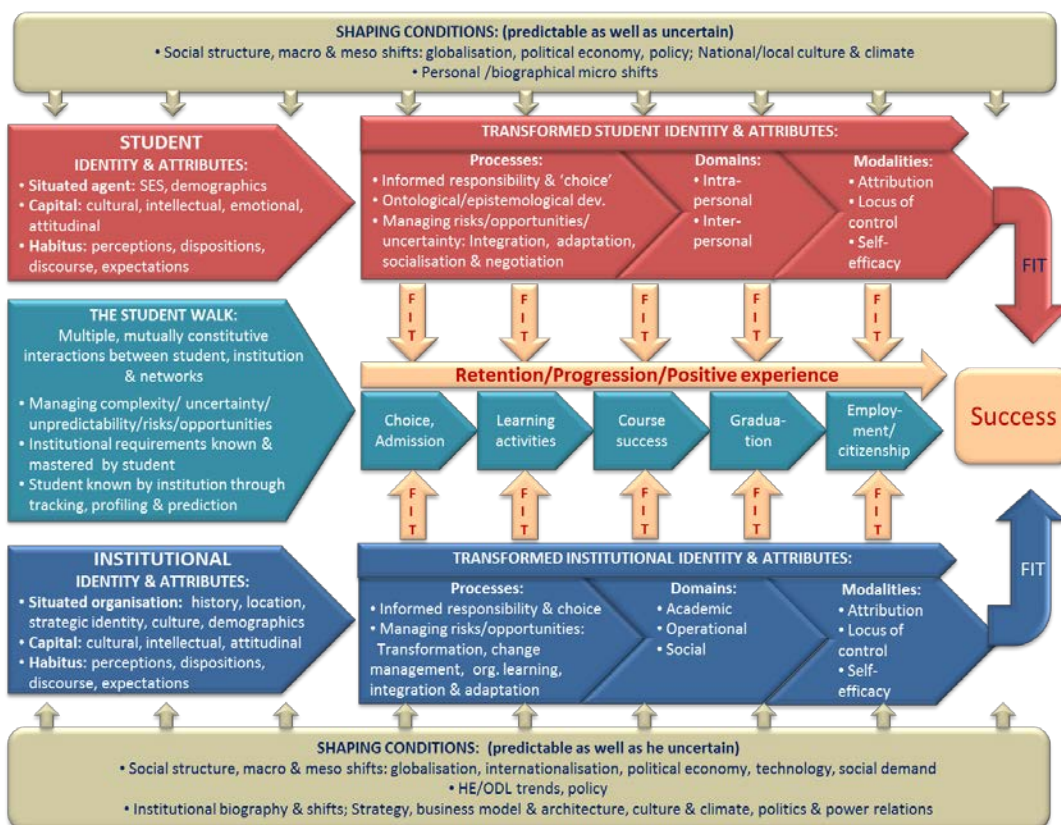 SHAPING CONDITIONS: (predictable as well as uncertain)
• Social structure, macro & meso shifts: globalisation, political economy, policy; National/local culture & climate
• Personal /biographical micro shifts
STUDENT
IDENTITY & ATTRIBUTES:
• Situated agent: SES, demographics
• Capital: cultural, intellectual, emotional,
attitudinal
• Habitus: perceptions, dispositions,
discourse, expectations
TRANSFORMED STUDENT IDENTITY & ATTRIBUTES:
Processes:
• Informed responsibility & ‘choice’
• Ontological/epistemological dev.
• Managing risks/opportunities/
uncertainty: Integration, adaptation,
socialisation & negotiation
Domains:
• Intra-
personal
• Inter-
personal
Modalities:
• Attribution
• Locus of
control
• Self-
efficacy
FIT
FIT
FIT
FIT
FIT
FIT
THE STUDENT WALK:
Multiple, mutually constitutive
interactions between student, institution
& networks
• Managing complexity/ uncertainty/
unpredictability/risks/opportunities
• Institutional requirements known &
mastered by student
• Student known by institution through
tracking, profiling & prediction
Retention/Progression/Positive experience
Choice,
Admission
Learning
activities
Course
success
Gradua-
tion
Employ-
ment/
citizenship
Success
FIT
FIT
FIT
FIT
FIT
INSTITUTIONAL
IDENTITY & ATTRIBUTES:
• Situated organisation: history, location,
strategic identity, culture, demographics
• Capital: cultural, intellectual, attitudinal
• Habitus: perceptions, dispositions,
discourse, expectations
TRANSFORMED INSTITUTIONAL IDENTITY & ATTRIBUTES:
Processes:
• Informed responsibility & choice
• Managing risks/opportunities:
Transformation, change
management, org. learning,
integration & adaptation
Domains:
• Academic
• Operational
• Social
Modalities:
• Attribution
• Locus of
control
• Self-
efficacy
FIT
SHAPING CONDITIONS: (predictable as well as he uncertain)
• Social structure, macro & meso shifts: globalisation, internationalisation, political economy, technology, social demand
• HE/ODL trends, policy
• Institutional biography & shifts; Strategy, business model & architecture, culture & climate, politics & power relations